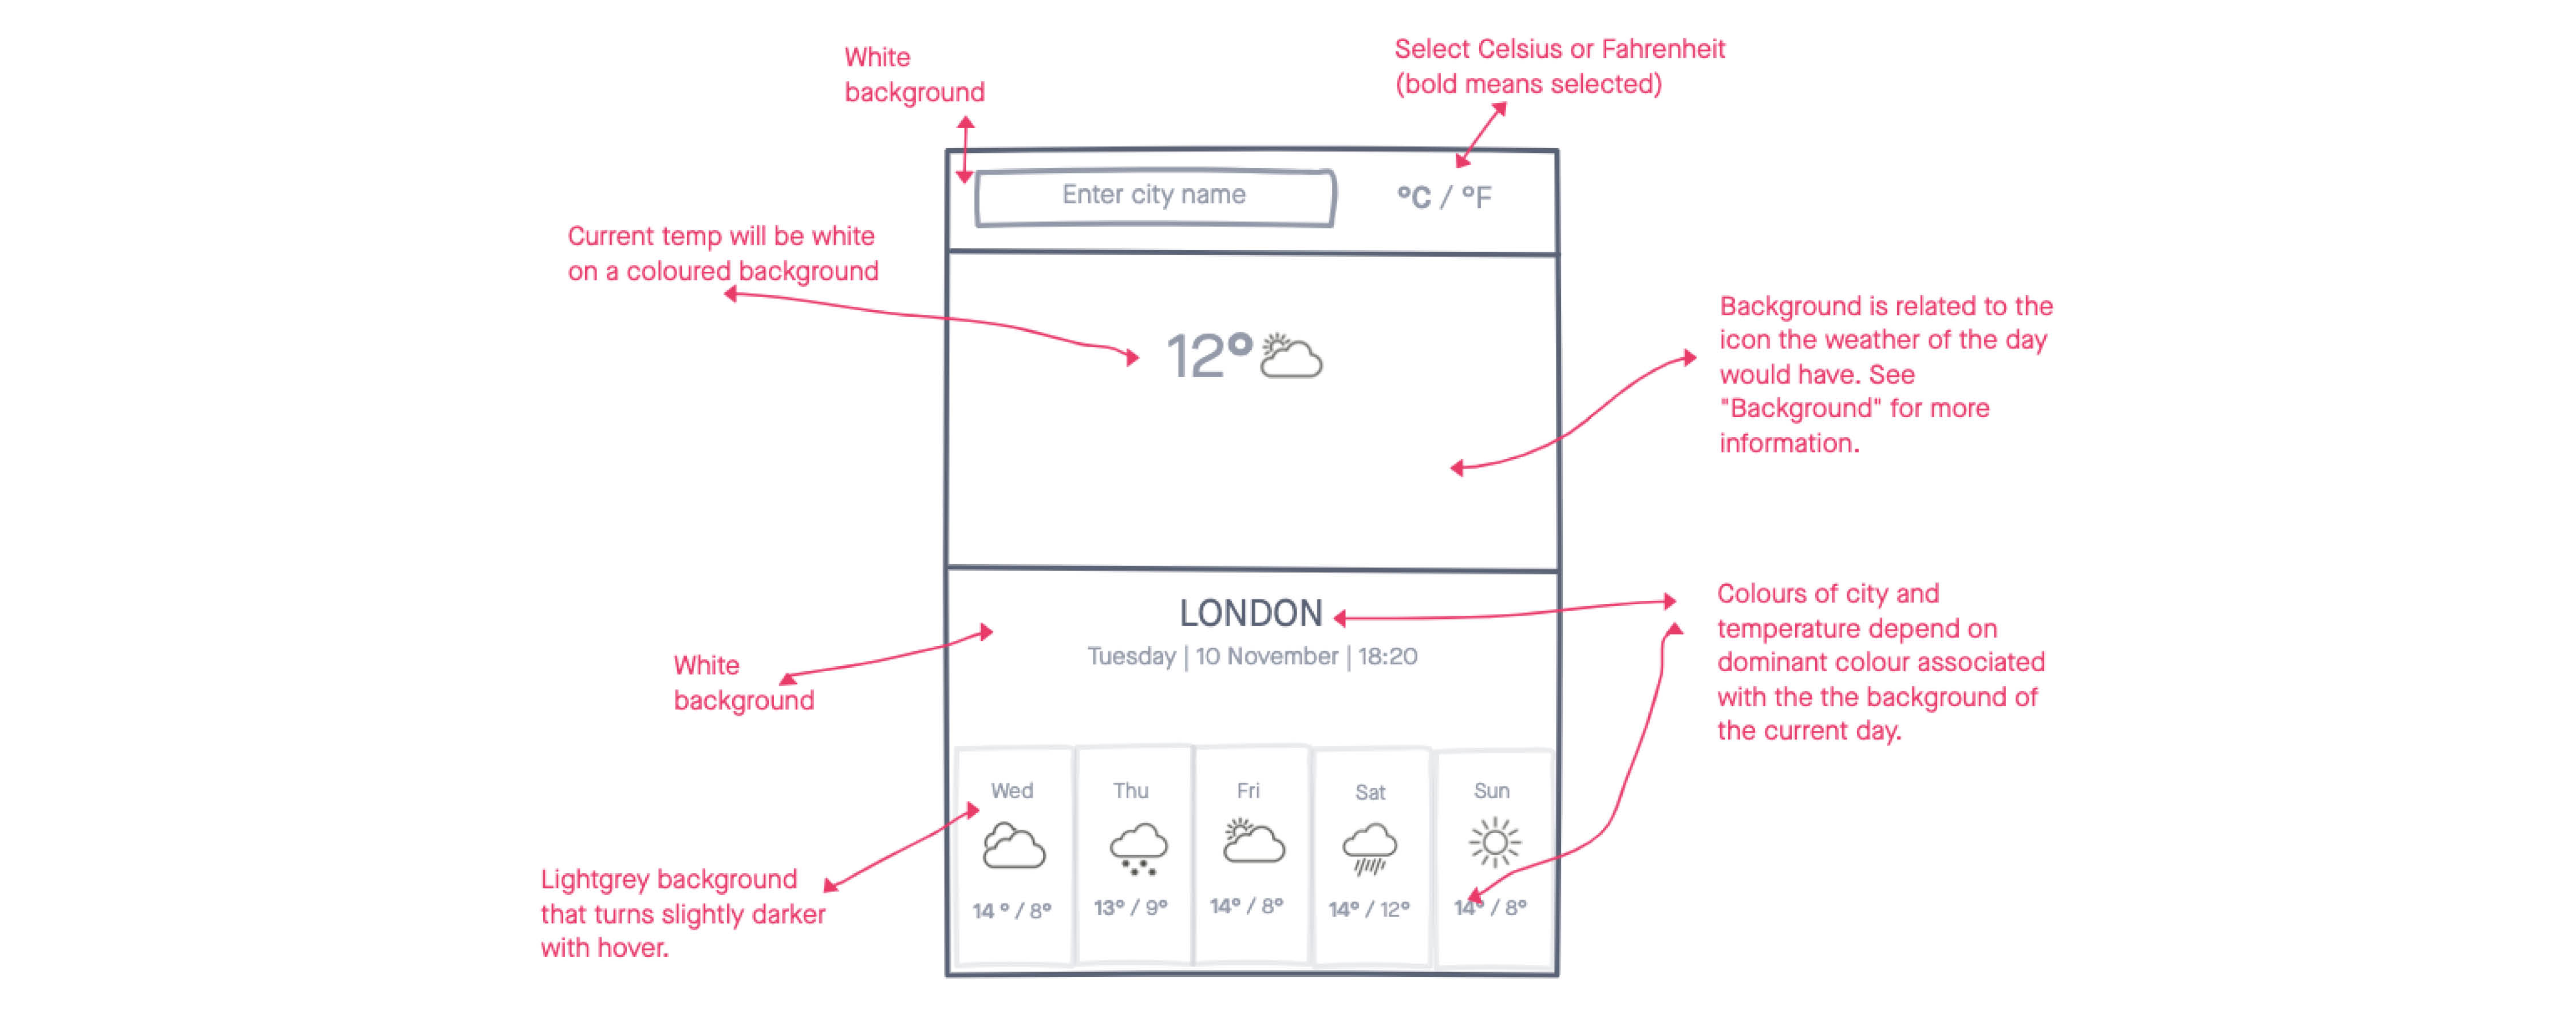 White
background
Select Celsius or Fahrenheit
(bold means selected)
Enter city name
°C / °F
Current temp will be white
on a coloured background
12°
Background is related to the
icon the weather of the day
would have. See
"Background" for more
information.
LONDON
Tuesday | 10 November | 18:20
White
background
Colours of city and
temperature depend on
dominant colour associated
with the the background of
the current day.
Wed
Thu
Fri
Sat
Sun
14 ° / 8°
13° / 9°
14° / 8°
14° / 12°
14° / 8°
Lightgrey background
that turns slightly darker
with hover.